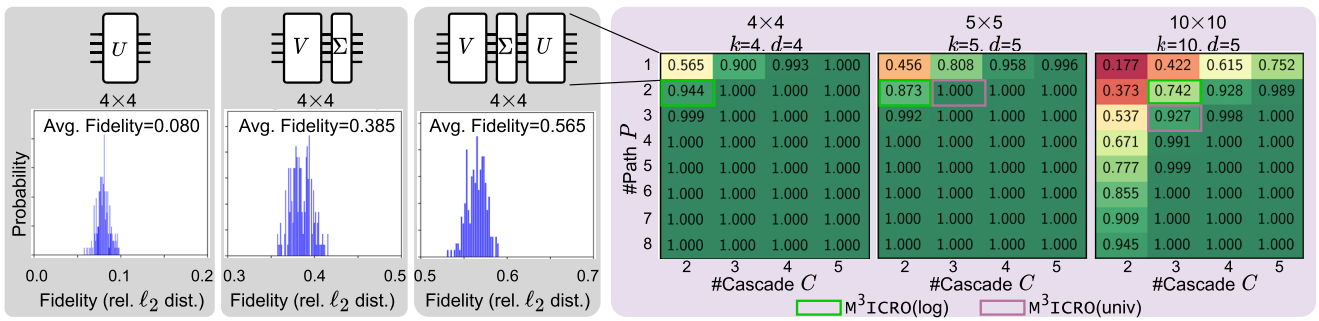 U
4×4
Avg. Fidelity=0.080
Probability
0.0 0.1 0.2
Fidelity (rel. ℓ₂ dist.)
V Σ
4×4
Avg. Fidelity=0.385
0.3 0.4 0.5
Fidelity (rel. ℓ₂ dist.)
V Σ U
4×4
Avg. Fidelity=0.565
0.5 0.6 0.7
Fidelity (rel. ℓ₂ dist.)
#Path P
1 2 3 4 5 6 7 8
4×4
k=4, d=4
0.565 0.900 0.993 1.000
0.944 1.000 1.000 1.000
0.999 1.000 1.000 1.000
1.000 1.000 1.000 1.000
1.000 1.000 1.000 1.000
1.000 1.000 1.000 1.000
1.000 1.000 1.000 1.000
1.000 1.000 1.000 1.000
2 3 4 5
#Cascade C
5×5
k=5, d=5
0.456 0.808 0.958 0.996
0.873 1.000 1.000 1.000
0.992 1.000 1.000 1.000
1.000 1.000 1.000 1.000
1.000 1.000 1.000 1.000
1.000 1.000 1.000 1.000
1.000 1.000 1.000 1.000
1.000 1.000 1.000 1.000
2 3 4 5
#Cascade C
10×10
k=10, d=5
0.177 0.422 0.615 0.752
0.373 0.742 0.928 0.989
0.537 0.927 0.998 1.000
0.671 0.991 1.000 1.000
0.777 0.999 1.000 1.000
0.855 1.000 1.000 1.000
0.909 1.000 1.000 1.000
0.945 1.000 1.000 1.000
2 3 4 5
#Cascade C
M³ICRO(log) M³ICRO(univ)